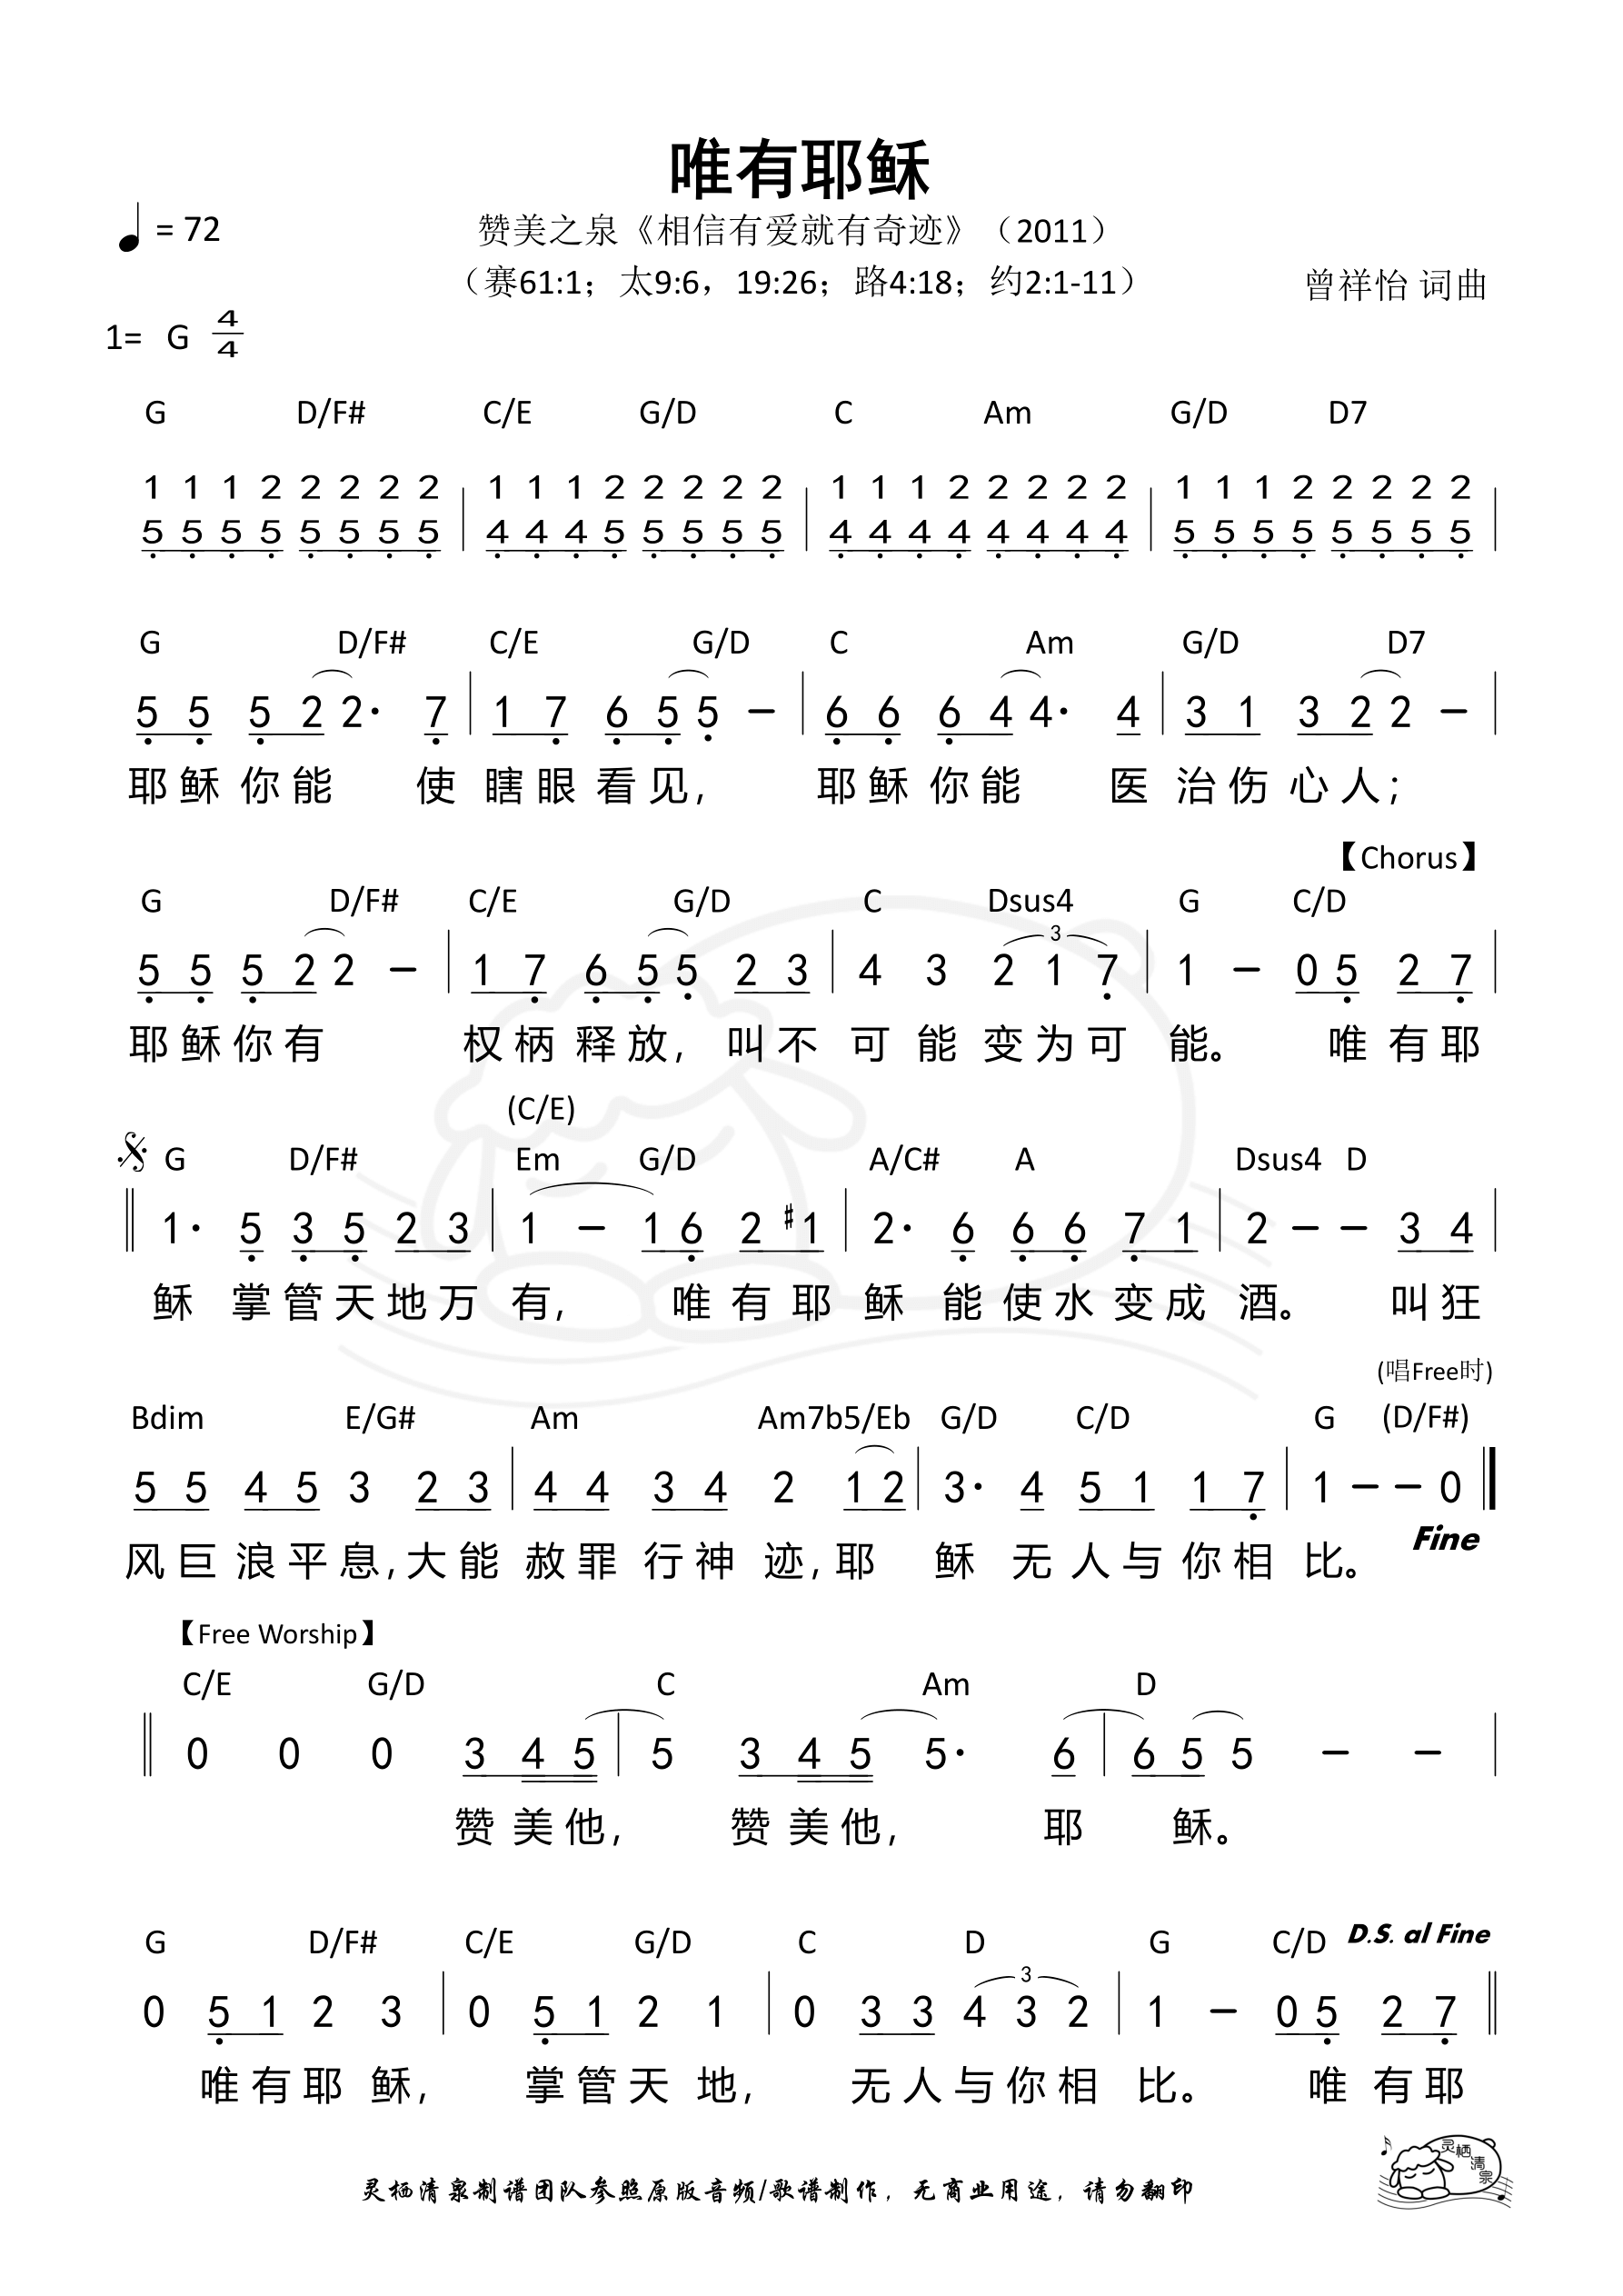 唯有耶稣
♩ = 72
赞美之泉《相信有爱就有奇迹》（2011）
（赛61:1；太9:6，19:26；路4:18；约2:1-11）
曾祥怡 词曲
1= G 4/4
G D/F# C/E G/D C Am G/D D7
1 1 1 2 2 2 2 2 | 1 1 1 2 2 2 2 2 | 1 1 1 2 2 2 2 2 | 1 1 1 2 2 2 2 2 |
5 5 5 5 5 5 5 5 | 4 4 4 5 5 5 5 5 | 4 4 4 4 4 4 4 4 | 5 5 5 5 5 5 5 5 |
G D/F# C/E G/D C Am G/D D7
5 5 5 2 2· 7 | 1 7 6 5 5 – | 6 6 6 4 4· 4 | 3 1 3 2 2 – |
耶稣你能 使 瞎眼看见, 耶稣你能 医 治伤心人;
【Chorus】
G D/F# C/E G/D C Dsus4 G C/D
3
5 5 5 2 2 – | 1 7 6 5 5 2 3 | 4 3 2 1 7 | 1 – 0 5 2 7 |
耶稣你有 权柄释放, 叫不 可能变为可 能。 唯有耶
(C/E)
G D/F# Em G/D A/C# A Dsus4 D
1· 5 3 5 2 3 | 1 – 1 6 2 #1 | 2· 6 6 6 7 1 | 2 – – 3 4 |
稣 掌管天地万 有, 唯有耶 稣 能使水变成 酒。 叫狂
(唱Free时)
Bdim E/G# Am Am7b5/Eb G/D C/D G (D/F#)
5 5 4 5 3 2 3 | 4 4 3 4 2 1 2 | 3· 4 5 1 1 7 | 1 – – 0
Fine
风巨浪平息,大能 赦罪行神迹,耶 稣 无人与你相 比。
【Free Worship】
C/E G/D C Am D
0 0 0 3 4 5 | 5 3 4 5 5· 6 | 6 5 5 – – |
赞美他, 赞美他, 耶 稣。
G D/F# C/E G/D C D G C/D D.S. al Fine
3
0 5 1 2 3 | 0 5 1 2 1 | 0 3 3 4 3 2 | 1 – 0 5 2 7
唯有耶 稣, 掌管天 地, 无人与你相 比。 唯有耶
灵栖清泉
灵栖清泉制谱团队参照原版音频/歌谱制作，无商业用途，请勿翻印